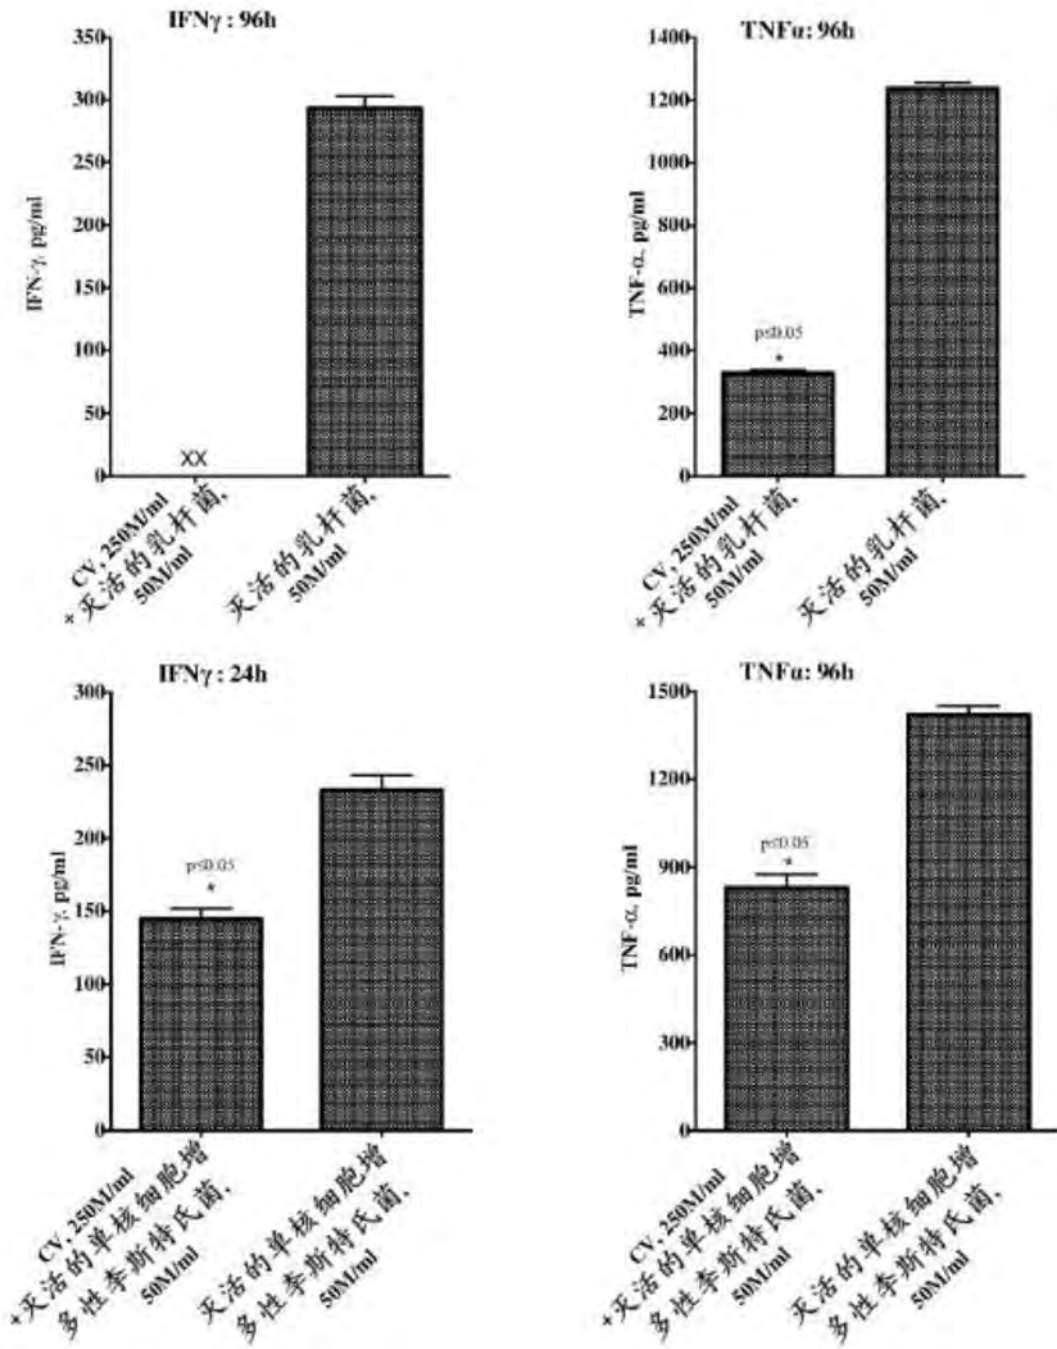 IFNγ : 96h
350
300
250
200
150
100
50
0
IFN-γ, pg/ml
XX
CV, 250M/ml
+灭活的乳杆菌,
50M/ml
灭活的乳杆菌,
50M/ml
TNFα: 96h
1400
1200
1000
800
600
400
200
0
TNF-α, pg/ml
p≤0.05
*
CV, 250M/ml
+灭活的乳杆菌,
50M/ml
灭活的乳杆菌,
50M/ml
IFNγ : 24h
300
250
200
150
100
50
0
IFN-γ, pg/ml
p≤0.05
*
CV, 250M/ml
+灭活的单核细胞增
多性李斯特氏菌,
50M/ml
灭活的单核细胞增
多性李斯特氏菌,
50M/ml
TNFα: 96h
1500
1200
900
600
300
0
TNF-α, pg/ml
p≤0.05
*
CV, 250M/ml
+灭活的单核细胞增
多性李斯特氏菌,
50M/ml
灭活的单核细胞增
多性李斯特氏菌,
50M/ml